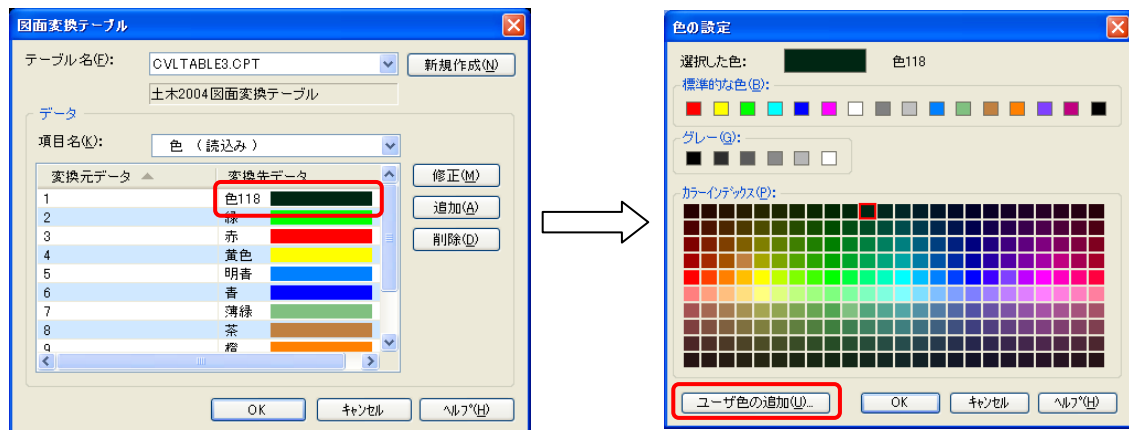 図面変換テーブル
テーブル名(F):
CVLTABLE3.CPT
新規作成(N)
土木2004図面変換テーブル
データ
項目名(K):
色 (読込み)
変換元データ
変換先データ
修正(M)
追加(A)
削除(D)
1 色118
2 緑
3 赤
4 黄色
5 明青
6 青
7 薄緑
8 茶
9 橙
OK
キャンセル
ヘルプ(H)
色の設定
選択した色:
色118
標準的な色(B):
グレー(G):
カラーインデックス(P):
ユーザ色の追加(U)...
OK
キャンセル
ヘルプ(H)